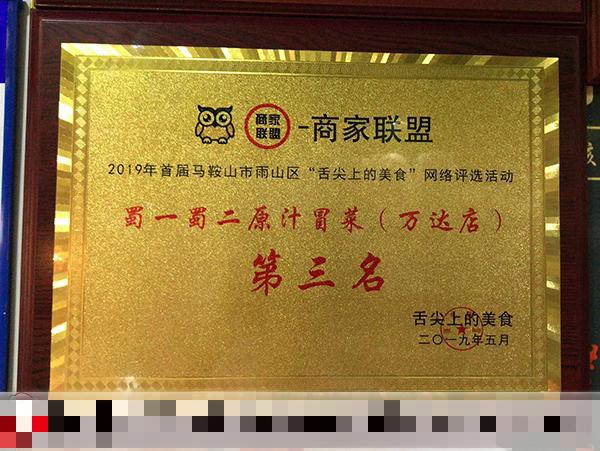 商家联盟-商家联盟
2019年首届马鞍山市雨山区“舌尖上的美食”网络评选活动
蜀一蜀二原汁冒菜(万达店)
第三名
舌尖上的美食
二〇一九年五月